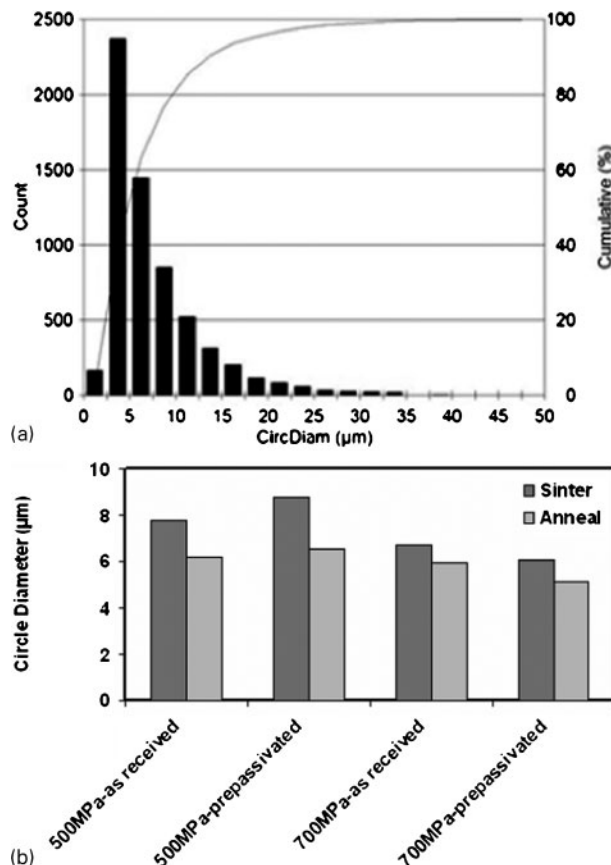 2500
2000
1500
1000
500
0
Count
100
80
60
40
20
0
Cumulative (%)
0 5 10 15 20 25 30 35 40 45 50
CircDiam (µm)
(a)
10
8
6
4
2
0
Circle Diameter (µm)
Sinter
Anneal
500MPa-as received
500MPa-prepassivated
700MPa-as received
700MPa-prepassivated
(b)